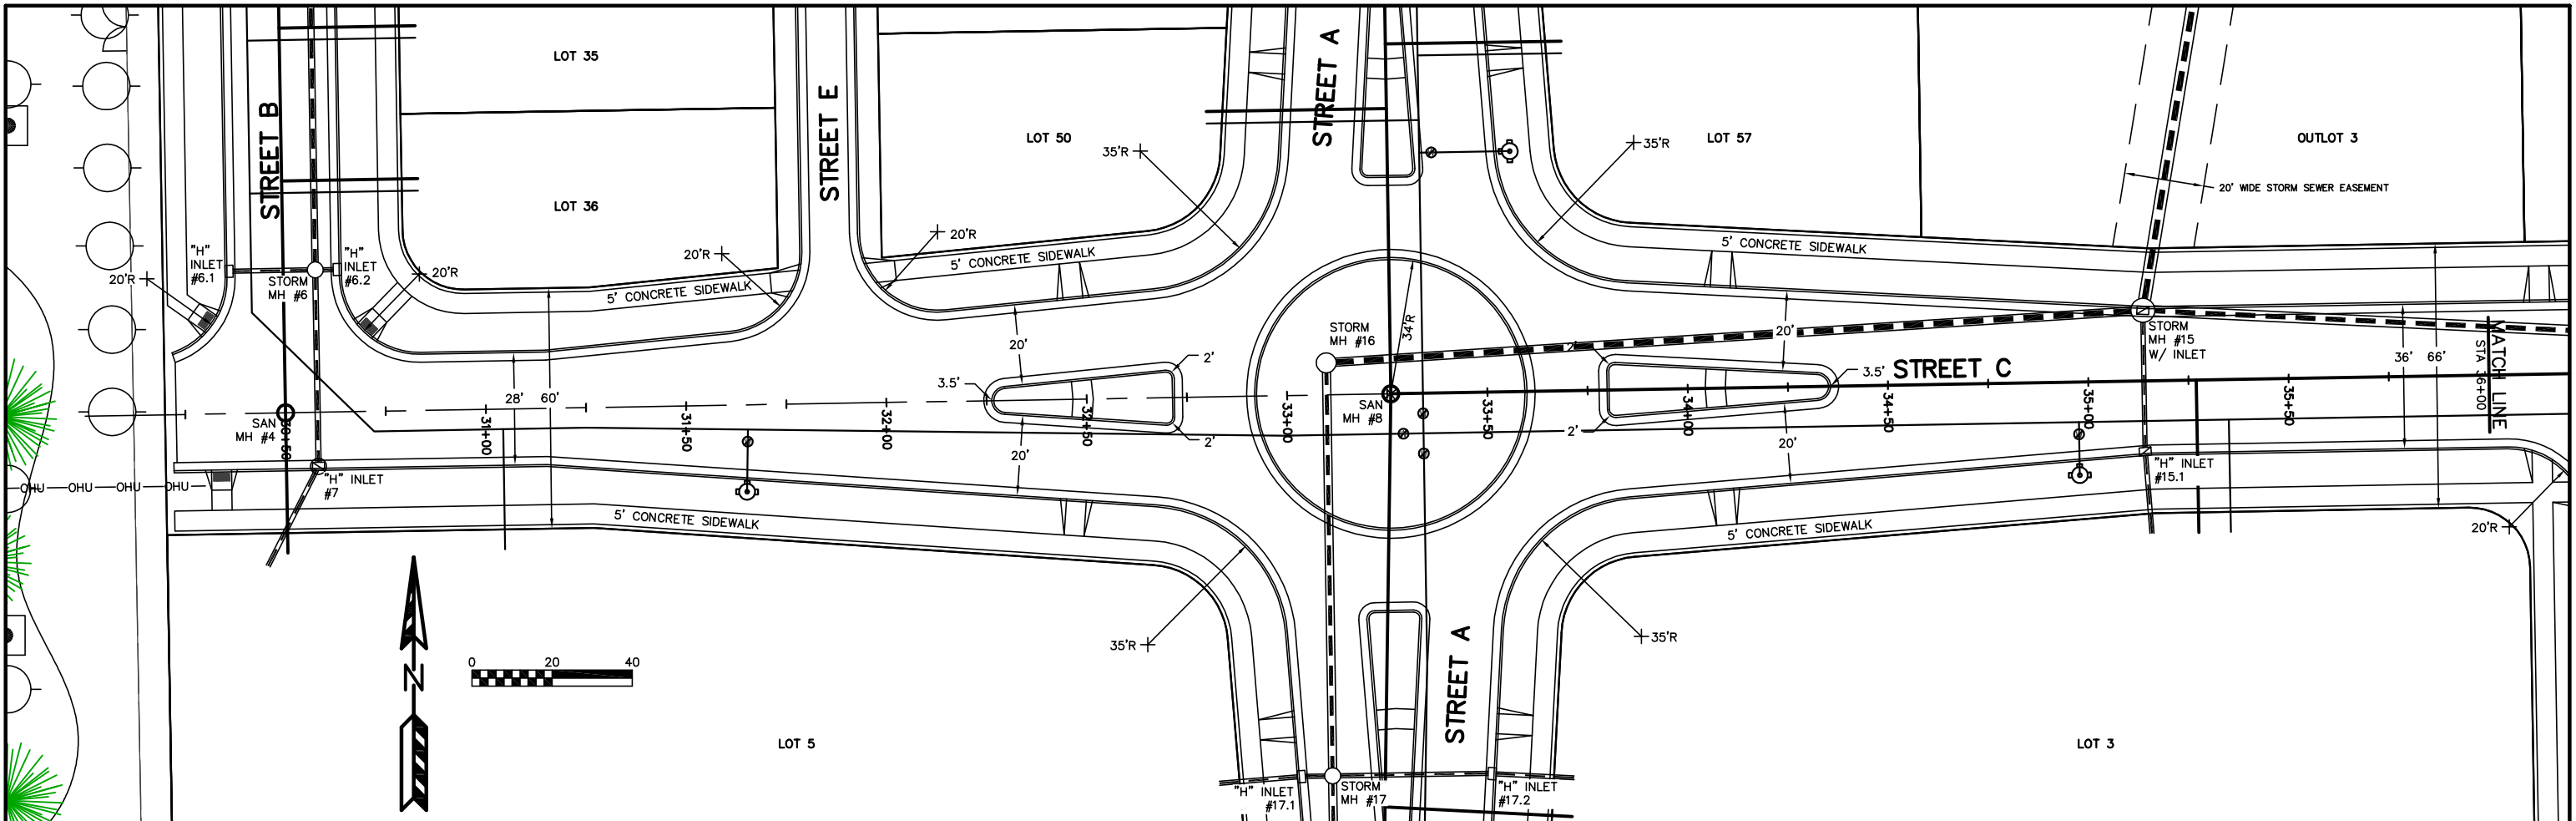 LOT 35
STREET B
STREET E
STREET A
LOT 50
35'R
35'R
LOT 57
OUTLOT 3
20' WIDE STORM SEWER EASEMENT
LOT 36
"H"
INLET
#6.1
20'R
STORM
MH #6
"H"
INLET
#6.2
20'R
20'R
20'R
5' CONCRETE SIDEWALK
5' CONCRETE SIDEWALK
5' CONCRETE SIDEWALK
34'R
STORM
MH #16
20'
20'
2'
2'
3.5'
3.5'
STREET C
STORM
MH #15
W/ INLET
36'
66'
MATCH LINE
STA 36+00
28'
60'
SAN
MH #4
30+50
31+00
31+50
32+00
32+50
33+00
SAN
MH #8
33+50
34+00
34+50
35+00
35+50
2'
2'
20'
20'
OHU
OHU
OHU
OHU
"H" INLET
#7
"H" INLET
#15.1
5' CONCRETE SIDEWALK
5' CONCRETE SIDEWALK
20'R
35'R
35'R
N
0 20 40
STREET A
LOT 5
LOT 3
"H" INLET
#17.1
STORM
MH #17
"H" INLET
#17.2